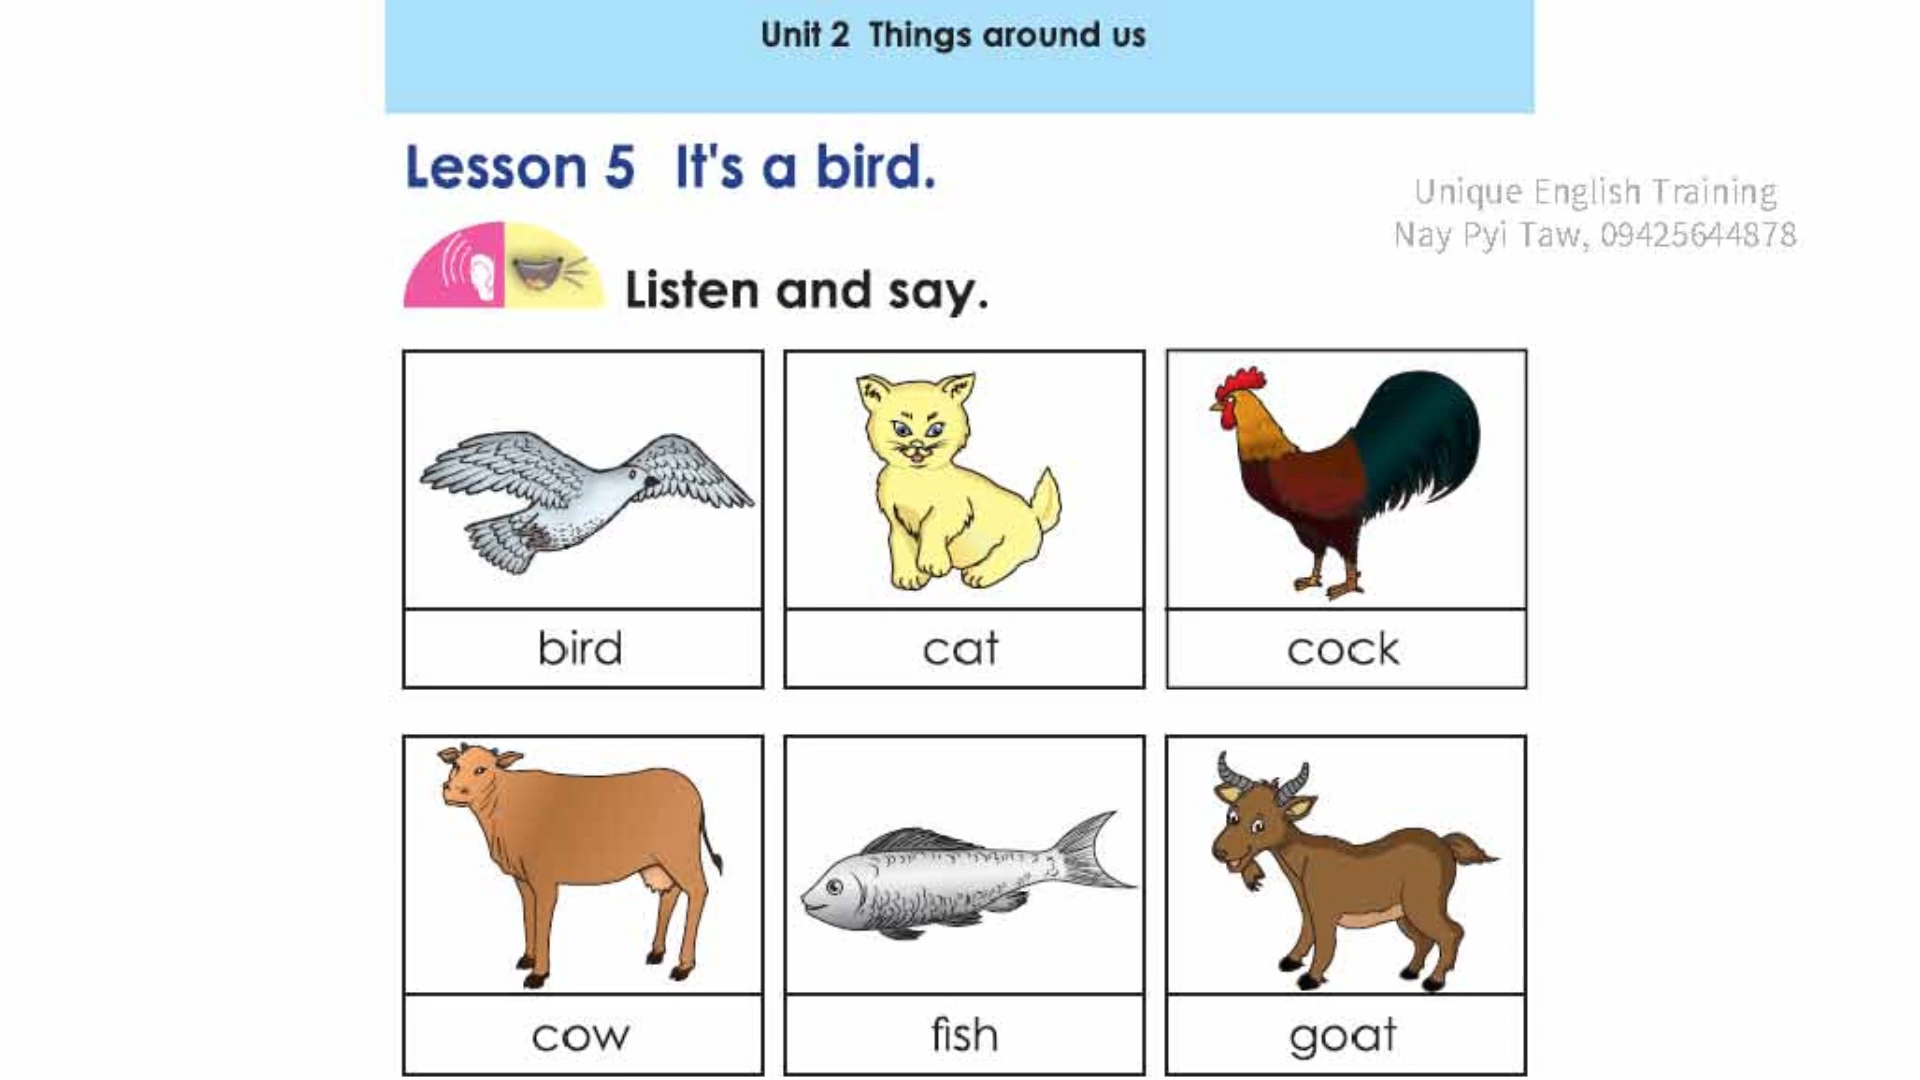 Unit 2 Things around us
Lesson 5 It's a bird.
Unique English Training
Nay Pyi Taw, 09425644878
Listen and say.
bird
cat
cock
cow
fish
goat